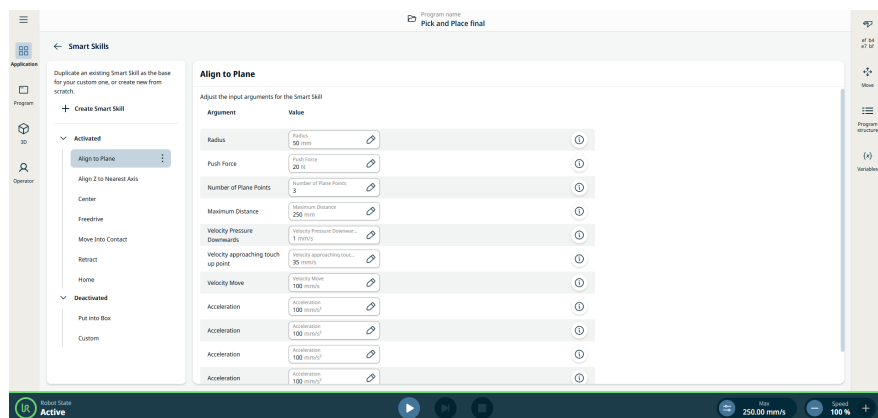 Program name
Pick and Place final
Application
Program
3D
Operator
Smart Skills
Duplicate an existing Smart Skill as the base
for your custom one, or create new from
scratch.
Create Smart Skill
Activated
Align to Plane
Align Z to Nearest Axis
Center
Freedrive
Move Into Contact
Retract
Home
Deactivated
Put into Box
Custom
Align to Plane
Adjust the input arguments for the Smart Skill
Argument Value
Radius Radius
50 mm
Push Force Push Force
20 N
Number of Plane Points Number of Plane Points
3
Maximum Distance Maximum Distance
250 mm
Velocity Pressure
Downwards
Velocity Pressure Downwar...
1 mm/s
Velocity approaching touch
up point
Velocity approaching touc...
35 mm/s
Velocity Move Velocity Move
100 mm/s
Acceleration Acceleration
100 mm/s²
Acceleration Acceleration
100 mm/s²
Acceleration Acceleration
100 mm/s²
Acceleration Acceleration
100 mm/s²
ef b4
e7 bf
Move
Program
structure
Variables
Robot State
Active
Max
250.00 mm/s
Speed
100 %